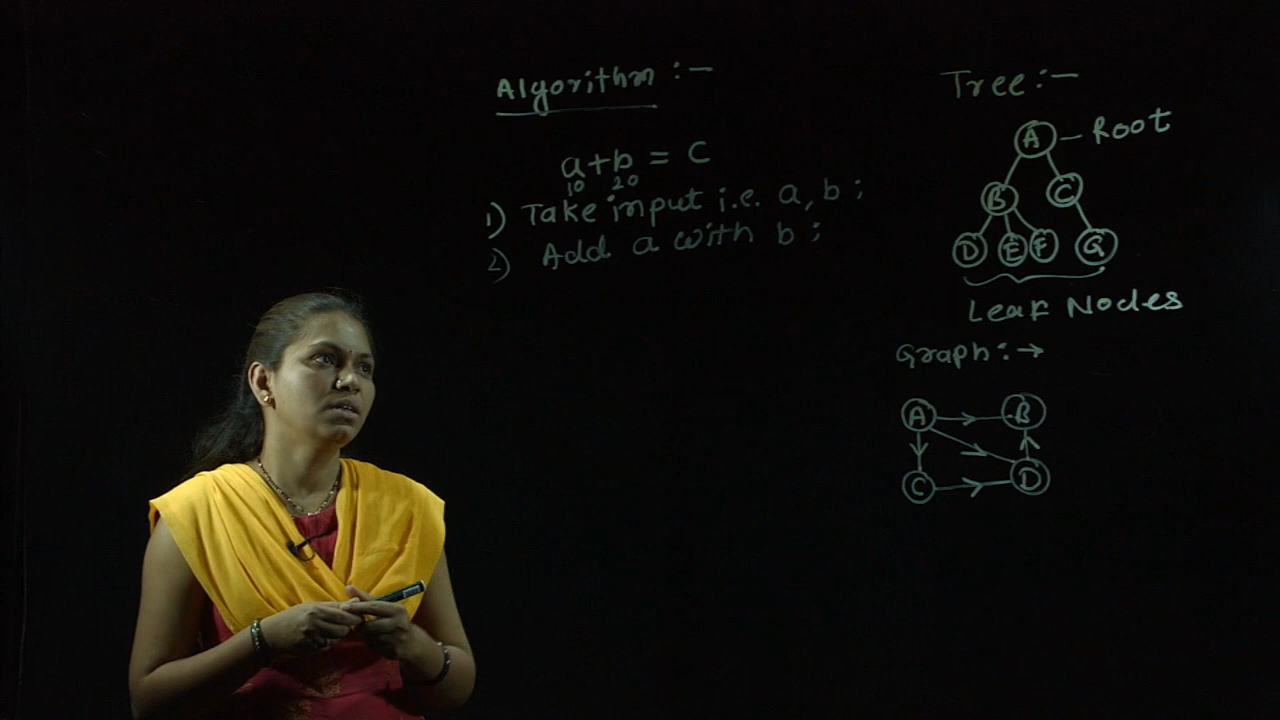 Algorithm :-
a+b = C
10 20
1) Take input i.e. a, b ;
2) Add a with b ;
Tree:-
A - Root
B C
D E F G
Leaf Nodes
Graph:→
A B
C D